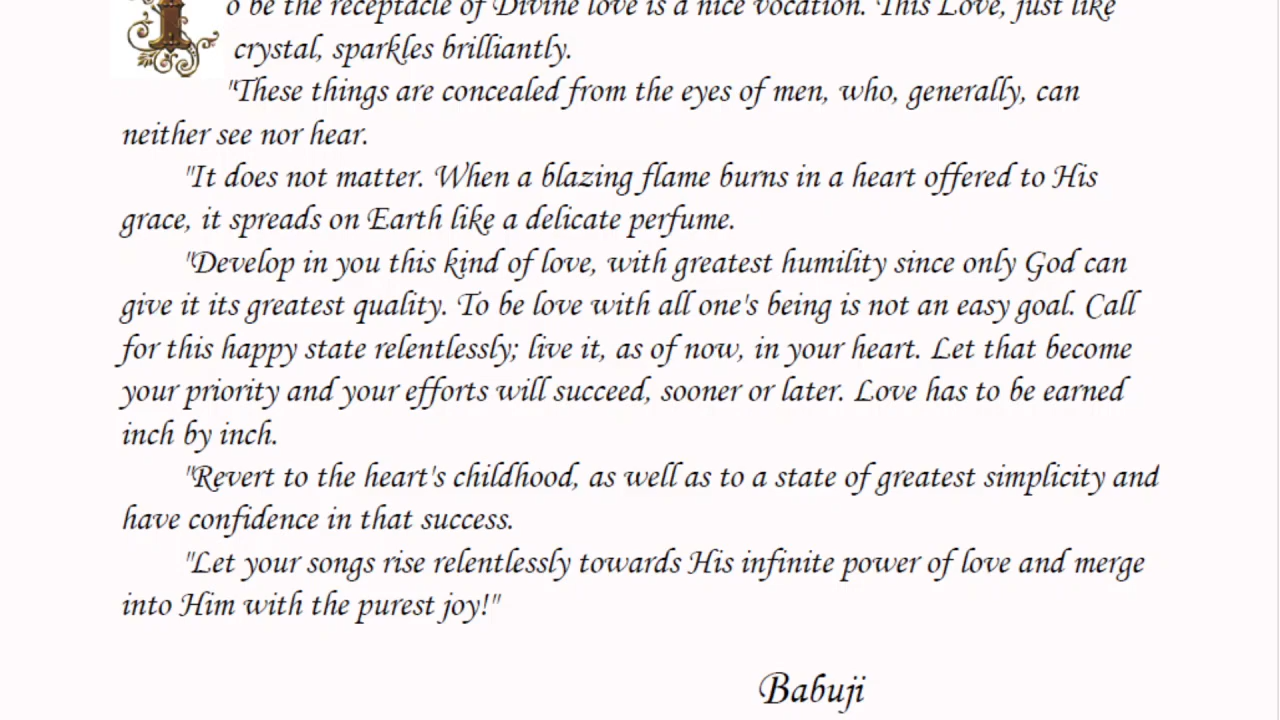 To be the receptacle of Divine love is a nice vocation. This Love, just like
crystal, sparkles brilliantly.
"These things are concealed from the eyes of men, who, generally, can
neither see nor hear.
"It does not matter. When a blazing flame burns in a heart offered to His
grace, it spreads on Earth like a delicate perfume.
"Develop in you this kind of love, with greatest humility since only God can
give it its greatest quality. To be love with all one's being is not an easy goal. Call
for this happy state relentlessly; live it, as of now, in your heart. Let that become
your priority and your efforts will succeed, sooner or later. Love has to be earned
inch by inch.
"Revert to the heart's childhood, as well as to a state of greatest simplicity and
have confidence in that success.
"Let your songs rise relentlessly towards His infinite power of love and merge
into Him with the purest joy!"
Babuji